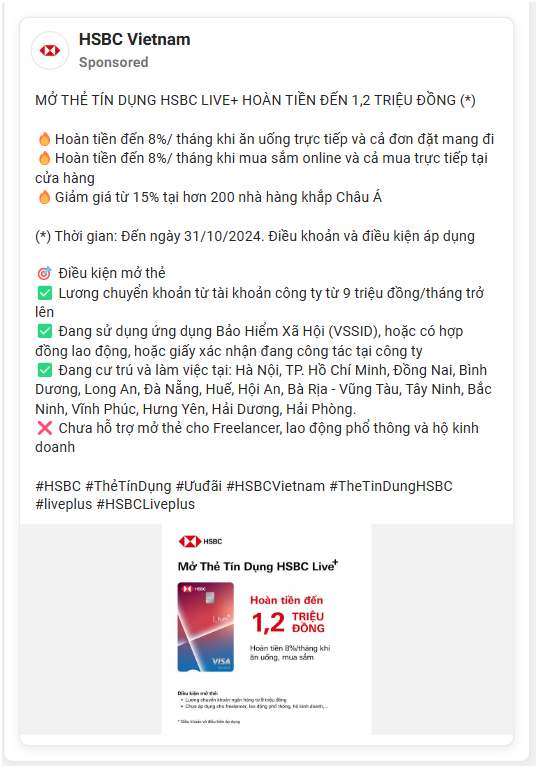 HSBC Vietnam
Sponsored
MỞ THẺ TÍN DỤNG HSBC LIVE+ HOÀN TIỀN ĐẾN 1,2 TRIỆU ĐỒNG (*)
🔥Hoàn tiền đến 8%/ tháng khi ăn uống trực tiếp và cả đơn đặt mang đi
🔥Hoàn tiền đến 8%/ tháng khi mua sắm online và cả mua trực tiếp tại
cửa hàng
🔥Giảm giá từ 15% tại hơn 200 nhà hàng khắp Châu Á
(*) Thời gian: Đến ngày 31/10/2024. Điều khoản và điều kiện áp dụng
🎯 Điều kiện mở thẻ
✅ Lương chuyển khoản từ tài khoản công ty từ 9 triệu đồng/tháng trở
lên
✅ Đang sử dụng ứng dụng Bảo Hiểm Xã Hội (VSSID), hoặc có hợp
đồng lao động, hoặc giấy xác nhận đang công tác tại công ty
✅ Đang cư trú và làm việc tại: Hà Nội, TP. Hồ Chí Minh, Đồng Nai, Bình
Dương, Long An, Đà Nẵng, Huế, Hội An, Bà Rịa - Vũng Tàu, Tây Ninh, Bắc
Ninh, Vĩnh Phúc, Hưng Yên, Hải Dương, Hải Phòng.
❌ Chưa hỗ trợ mở thẻ cho Freelancer, lao động phổ thông và hộ kinh
doanh
#HSBC #ThẻTínDụng #Ưuđãi #HSBCVietnam #TheTinDungHSBC
#liveplus #HSBCLiveplus
HSBC
Mở Thẻ Tín Dụng HSBC Live+
HSBC
Live+
VISA
Hoàn tiền đến
1,2 TRIỆU
ĐỒNG
Hoàn tiền 8%/tháng khi
ăn uống, mua sắm
Điều kiện mở thẻ:
• Lương chuyển khoản ngân hàng từ 9 triệu đồng
• Chưa áp dụng cho freelancer, lao động phổ thông, hộ kinh doanh,...
* Điều khoản và điều kiện áp dụng